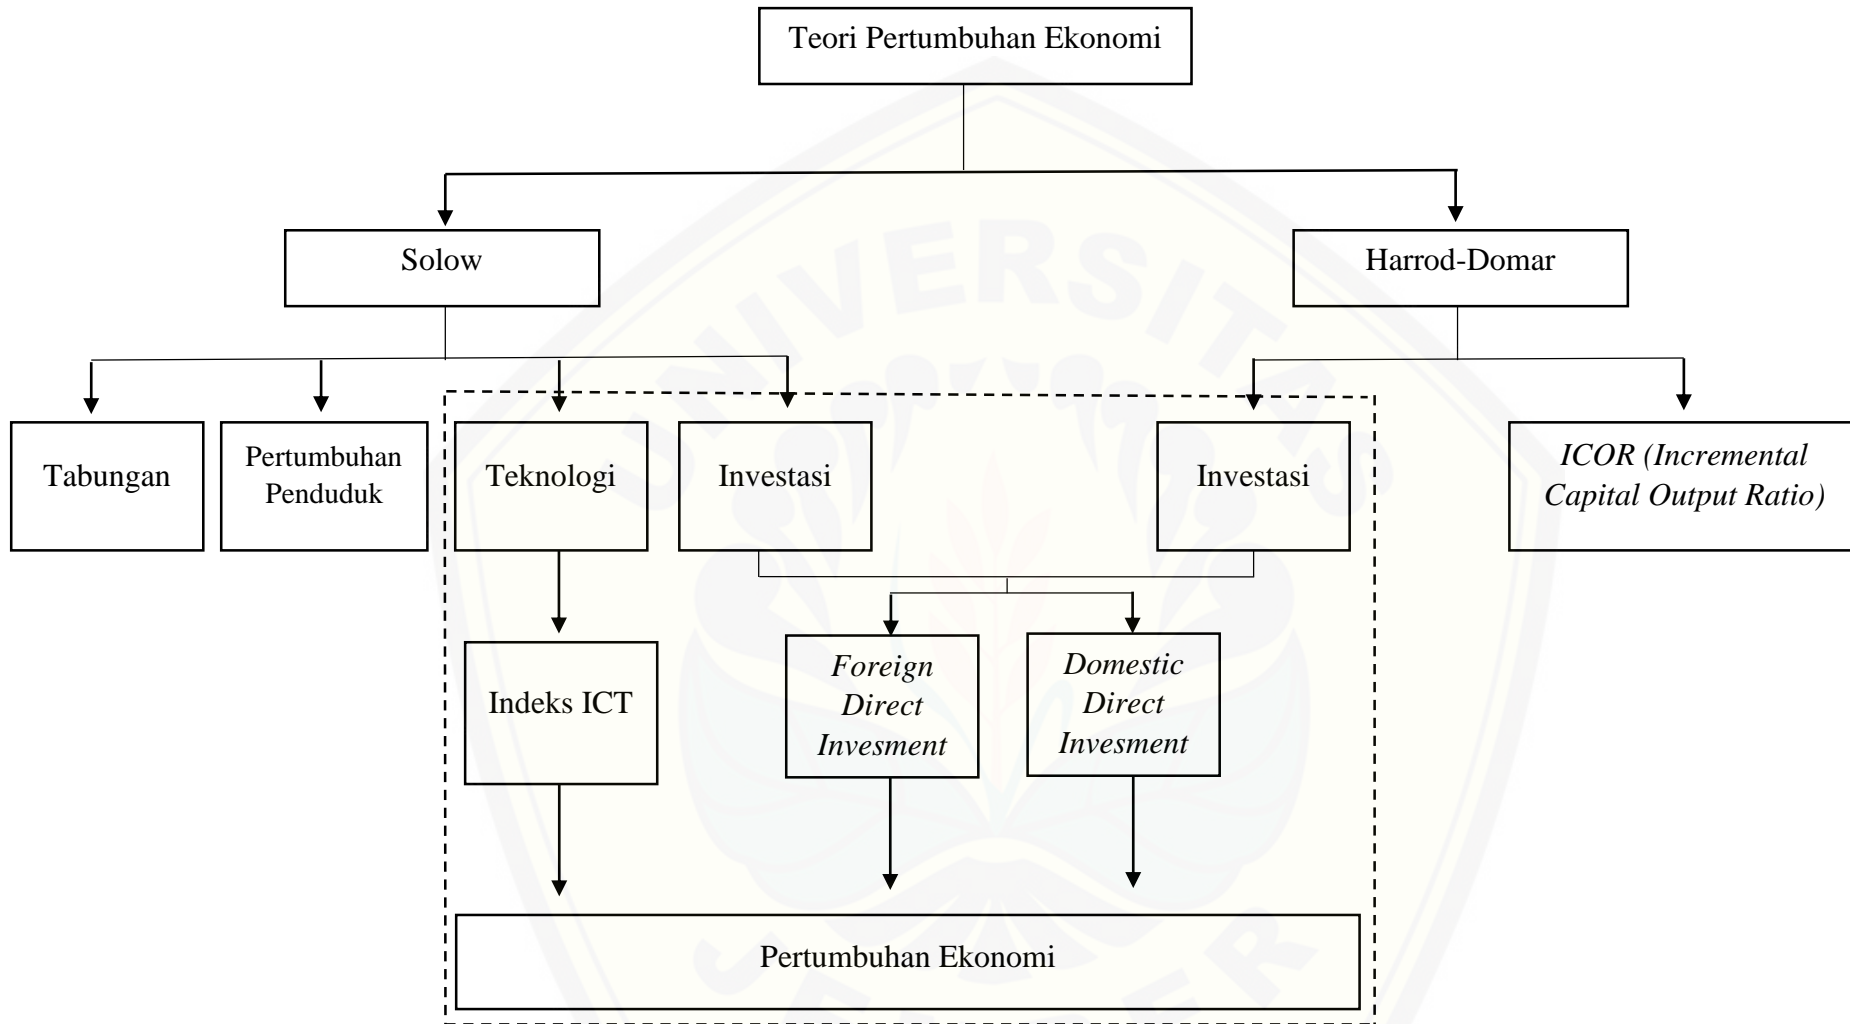 Teori Pertumbuhan Ekonomi
Solow
Harrod-Domar
Tabungan
Pertumbuhan
Penduduk
Teknologi
Investasi
Investasi
ICOR (Incremental
Capital Output Ratio)
Indeks ICT
Foreign
Direct
Invesment
Domestic
Direct
Invesment
Pertumbuhan Ekonomi
UNIVERSITAS